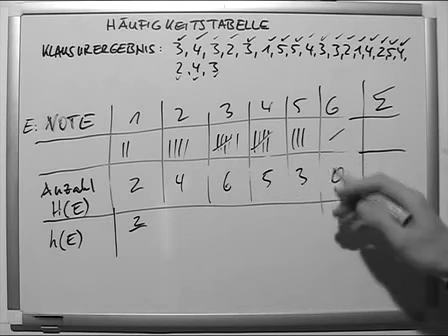 HÄUFIGKEITSTABELLE
KLAUSURERGEBNIS: 3, 4, 3, 2, 3, 1, 5, 5, 4, 3, 3, 2, 1, 4, 2, 5, 4,
2, 4, 3
E: NOTE 1 2 3 4 5 6 Σ
|| |||| 𝍸| 𝍸 ||| /
Anzahl 2 4 6 5 3 0
H(E)
h(E) 2